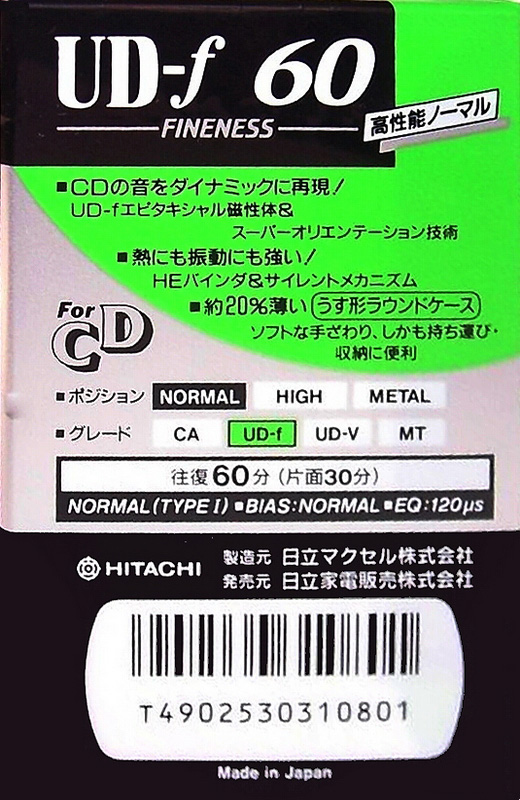 UD-f 60
FINENESS
高性能ノーマル
■CDの音をダイナミックに再現!
UD-fエピタキシャル磁性体&
スーパーオリエンテーション技術
■熱にも振動にも強い!
HEバインダ&サイレントメカニズム
■約20%薄い うす形ラウンドケース
ソフトな手ざわり、しかも持ち運び・
収納に便利
For
CD
■ポジション NORMAL HIGH METAL
■グレード CA UD-f UD-V MT
往復60分(片面30分)
NORMAL(TYPE I)■BIAS:NORMAL■EQ:120μs
HITACHI
製造元 日立マクセル株式会社
発売元 日立家電販売株式会社
T4902530310801
Made in Japan